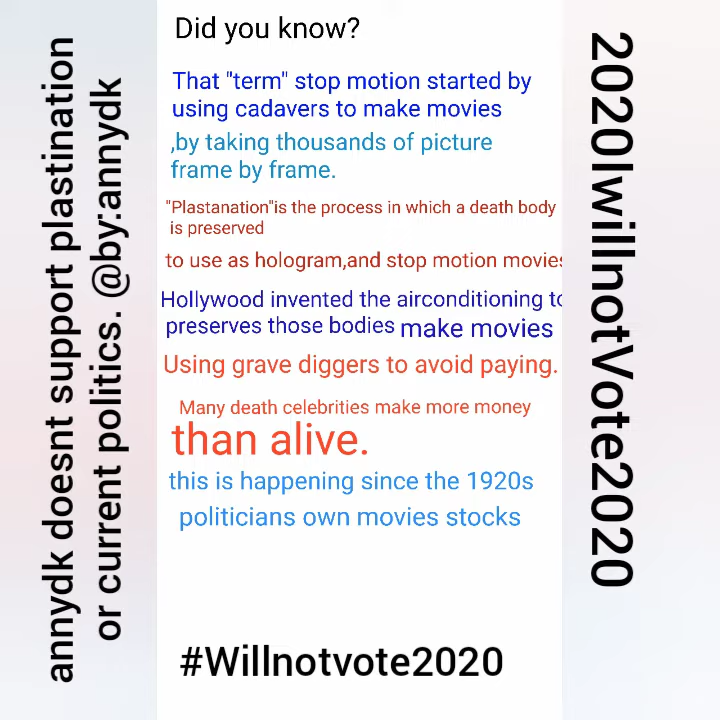 annydk doesnt support plastination
or current politics. @by:annydk
Did you know?
That "term" stop motion started by
using cadavers to make movies
,by taking thousands of picture
frame by frame.
"Plastanation"is the process in which a death body
is preserved
to use as hologram,and stop motion movies
Hollywood invented the airconditioning to
preserves those bodies make movies
Using grave diggers to avoid paying.
Many death celebrities make more money
than alive.
this is happening since the 1920s
politicians own movies stocks
#Willnotvote2020
2020IwillnotVote2020